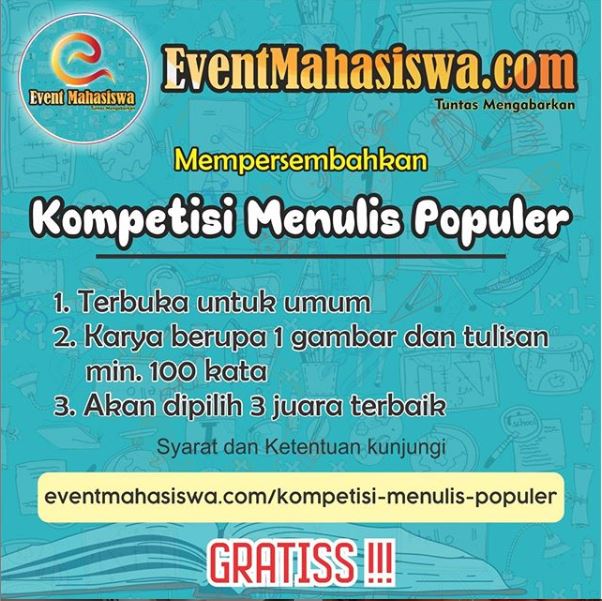 Event Mahasiswa
Tuntas Mengabarkan
EventMahasiswa.com
Tuntas Mengabarkan
Mempersembahkan
Kompetisi Menulis Populer
1. Terbuka untuk umum
2. Karya berupa 1 gambar dan tulisan
min. 100 kata
3. Akan dipilih 3 juara terbaik
Syarat dan Ketentuan kunjungi
eventmahasiswa.com/kompetisi-menulis-populer
GRATISS !!!